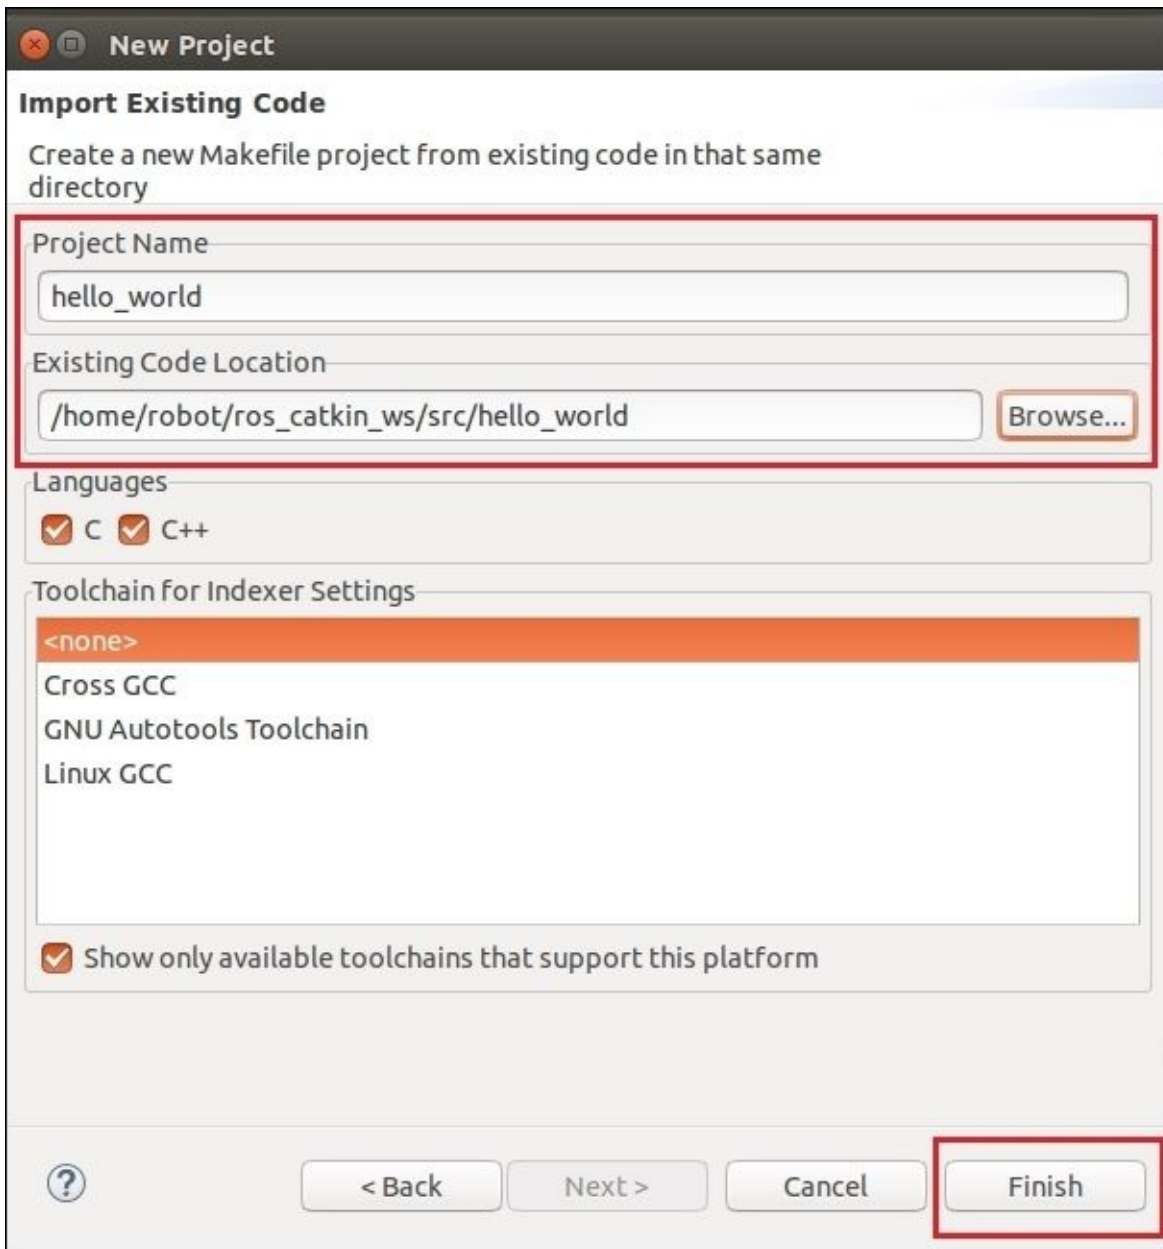 New Project
Import Existing Code
Create a new Makefile project from existing code in that same
directory
Project Name
hello_world
Existing Code Location
/home/robot/ros_catkin_ws/src/hello_world
Browse...
Languages
C C++
Toolchain for Indexer Settings
<none>
Cross GCC
GNU Autotools Toolchain
Linux GCC
Show only available toolchains that support this platform
? < Back Next > Cancel Finish